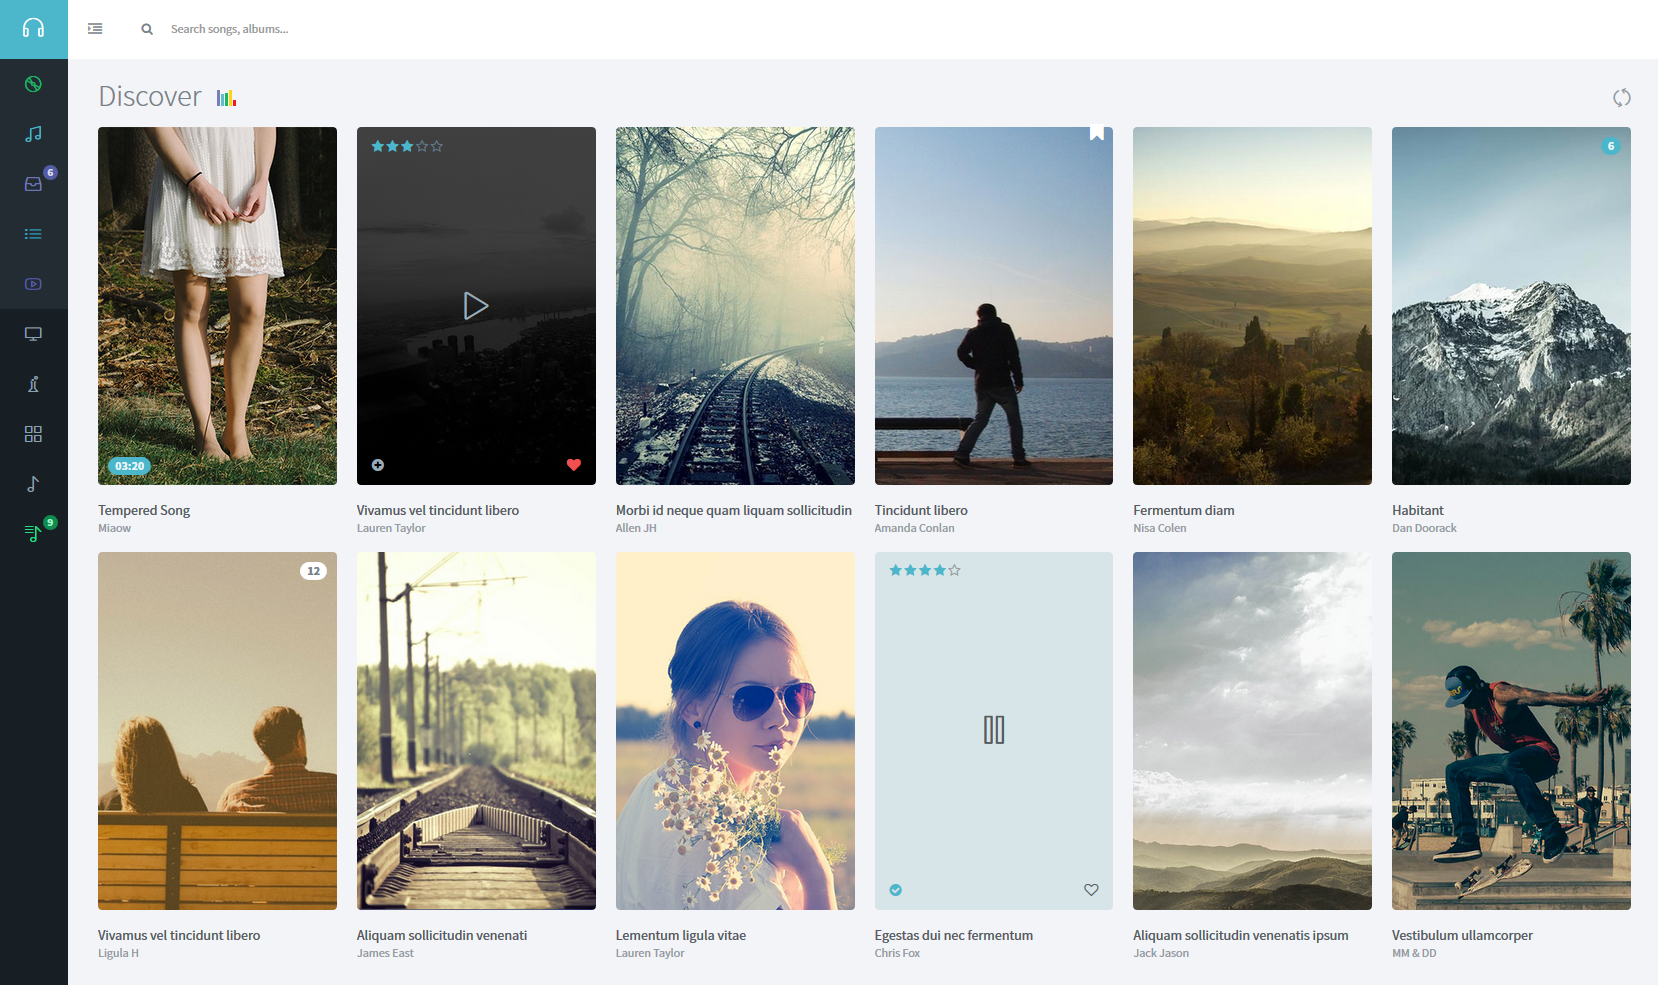 Search songs, albums...
6
9
Discover
6
03:20
Tempered Song
Miaow
Vivamus vel tincidunt libero
Lauren Taylor
Morbi id neque quam liquam sollicitudin
Allen JH
Tincidunt libero
Amanda Conlan
Fermentum diam
Nisa Colen
Habitant
Dan Doorack
12
Vivamus vel tincidunt libero
Ligula H
Aliquam sollicitudin venenati
James East
Lementum ligula vitae
Lauren Taylor
Egestas dui nec fermentum
Chris Fox
Aliquam sollicitudin venenatis ipsum
Jack Jason
Vestibulum ullamcorper
MM & DD